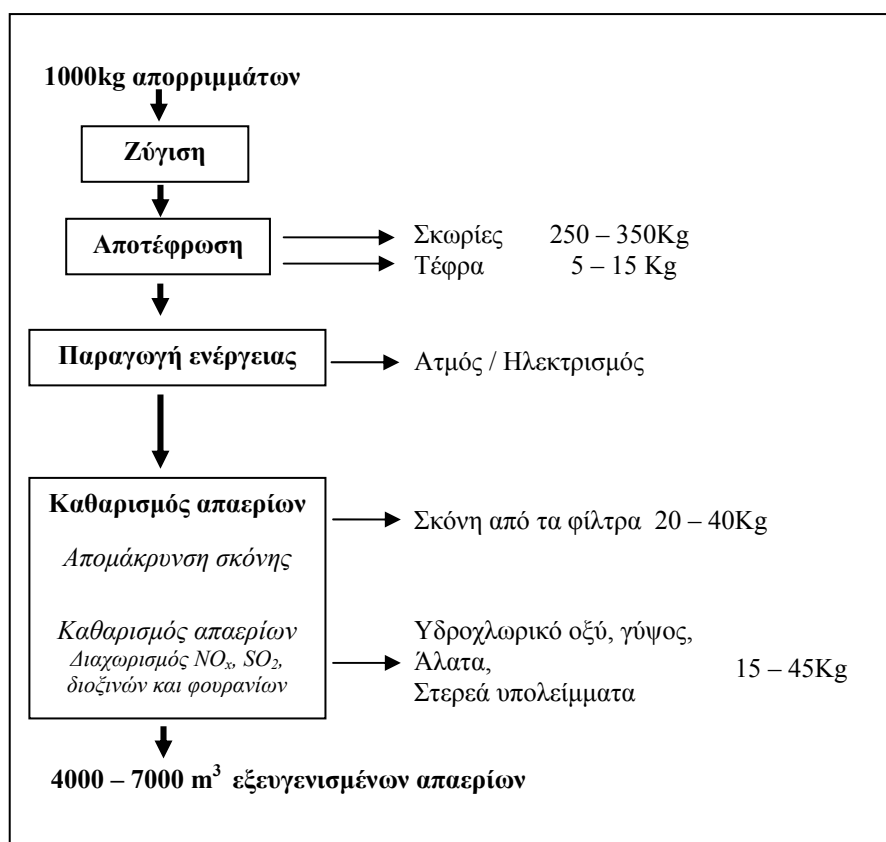 1000kg απορριμμάτων
Ζύγιση
Αποτέφρωση
Σκωρίες 250 – 350Kg
Τέφρα 5 – 15 Kg
Παραγωγή ενέργειας
Ατμός / Ηλεκτρισμός
Καθαρισμός απαερίων
Σκόνη από τα φίλτρα 20 – 40Kg
Απομάκρυνση σκόνης
Καθαρισμός απαερίων
Διαχωρισμός NOx, SO2,
διοξινών και φουρανίων
Υδροχλωρικό οξύ, γύψος,
Άλατα,
Στερεά υπολείμματα
15 – 45Kg
4000 – 7000 m³ εξευγενισμένων απαερίων